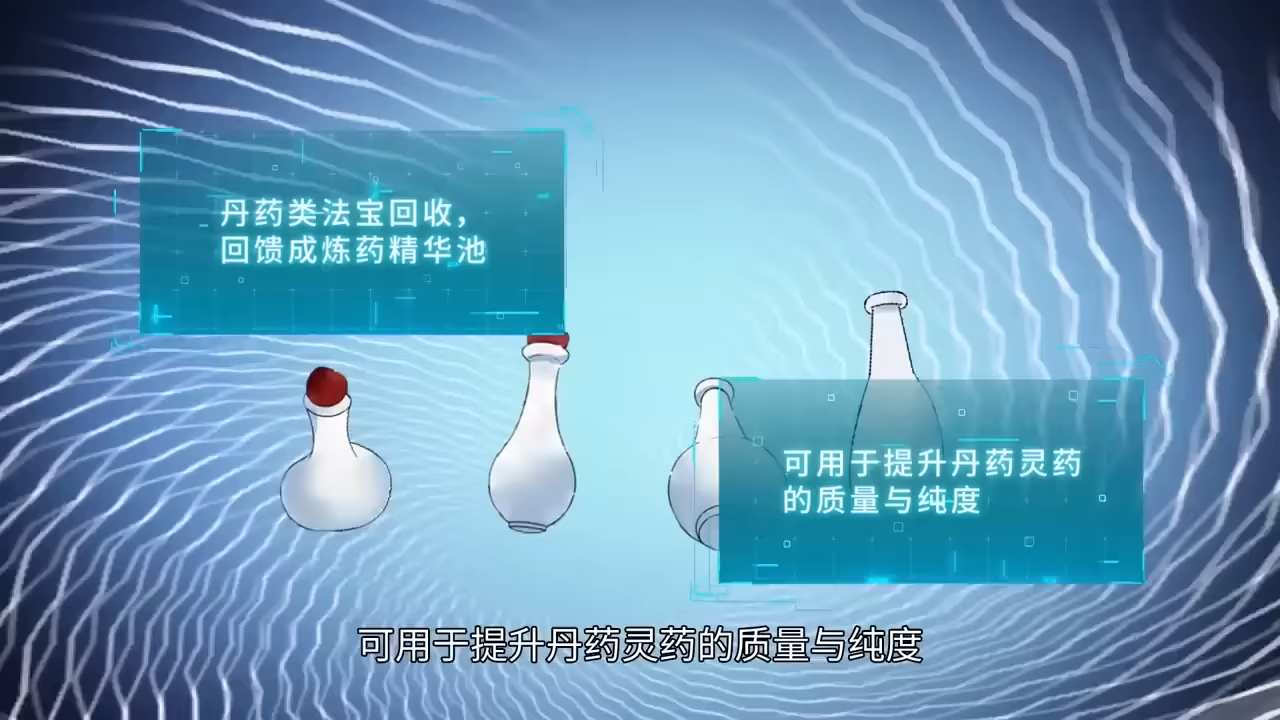 丹药类法宝回收，
回馈成炼药精华池
可用于提升丹药灵药
的质量与纯度
可用于提升丹药灵药的质量与纯度